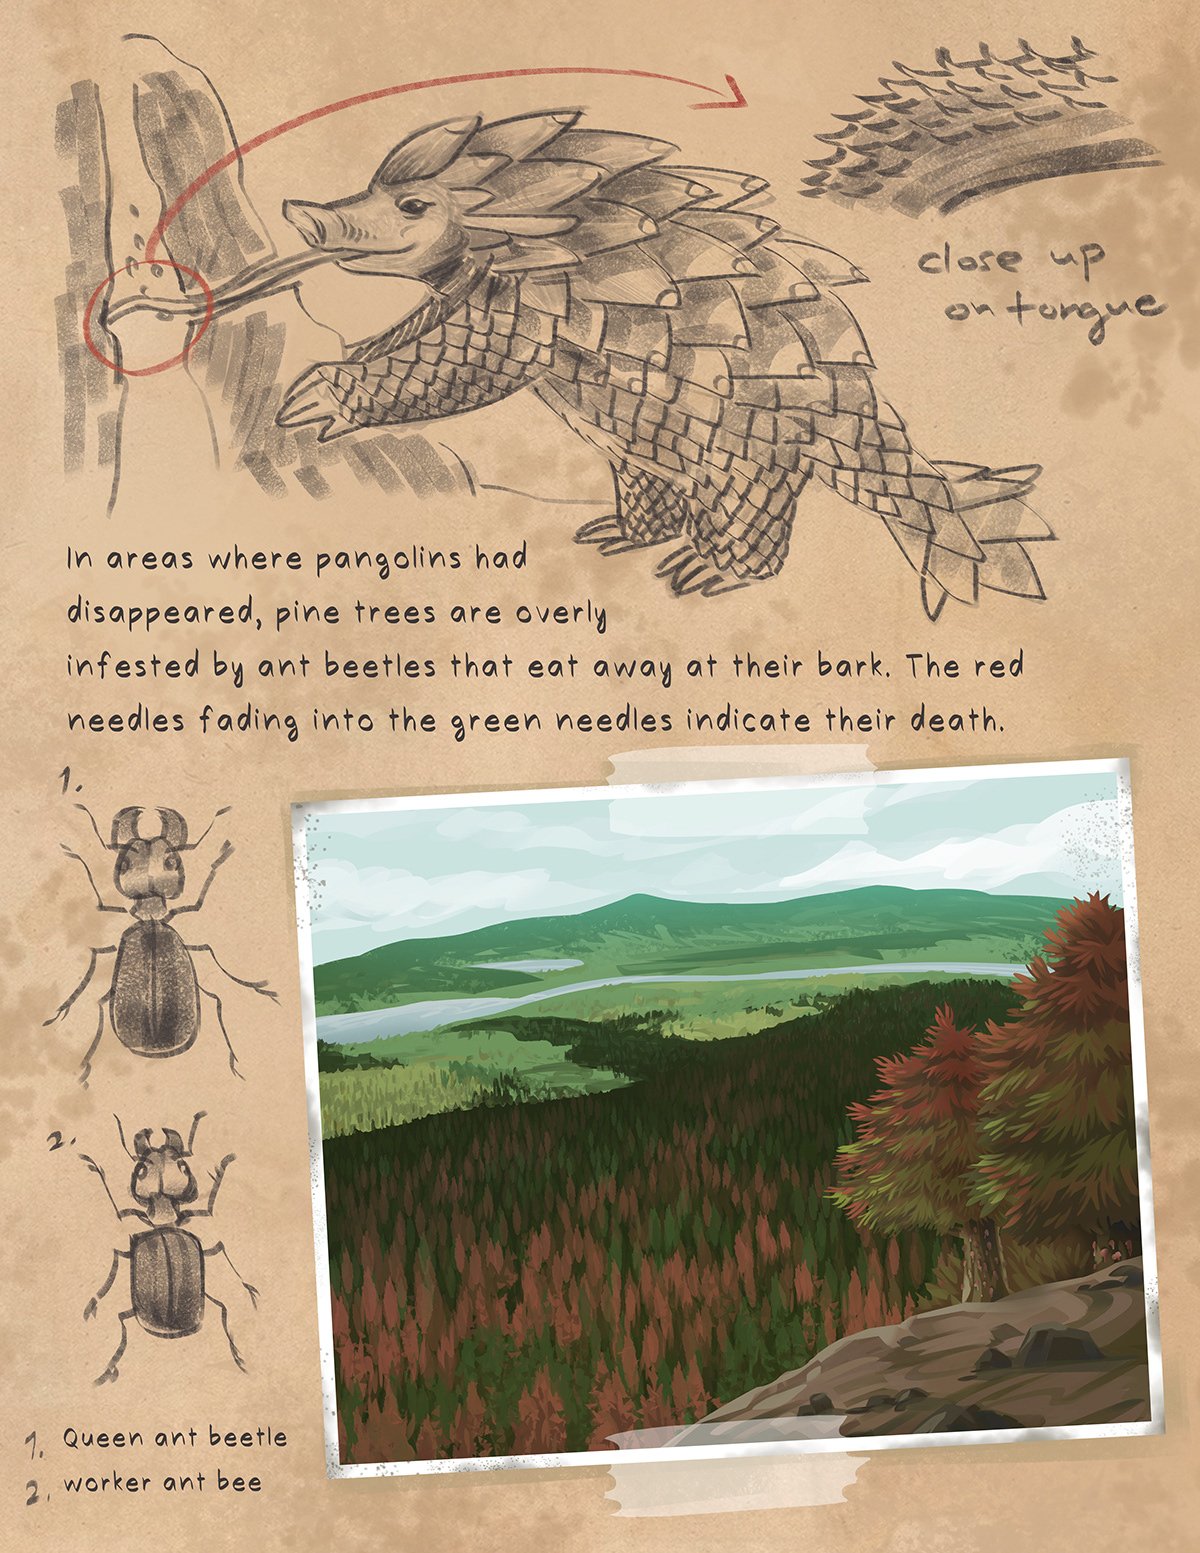 close up
on tongue
In areas where pangolins had
disappeared, pine trees are overly
infested by ant beetles that eat away at their bark. The red
needles fading into the green needles indicate their death.
1.
2.
1. Queen ant beetle
2. worker ant bee